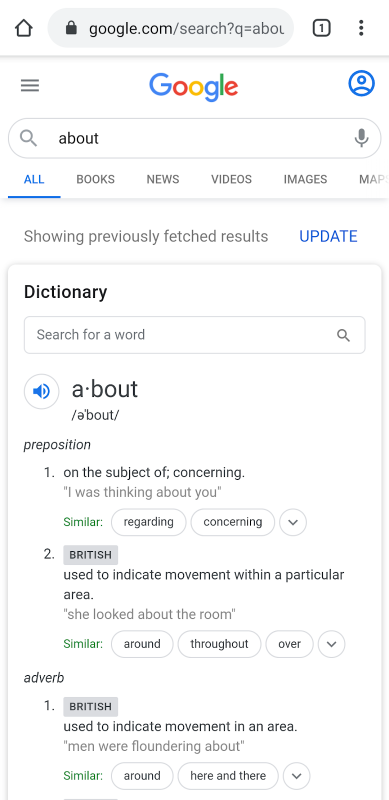 google.com/search?q=abou
1
Google
about
ALL BOOKS NEWS VIDEOS IMAGES MAPS
Showing previously fetched results UPDATE
Dictionary
Search for a word
a·bout
/əˈbout/
preposition
1. on the subject of; concerning.
"I was thinking about you"
Similar: regarding concerning
2. BRITISH
used to indicate movement within a particular
area.
"she looked about the room"
Similar: around throughout over
adverb
1. BRITISH
used to indicate movement in an area.
"men were floundering about"
Similar: around here and there